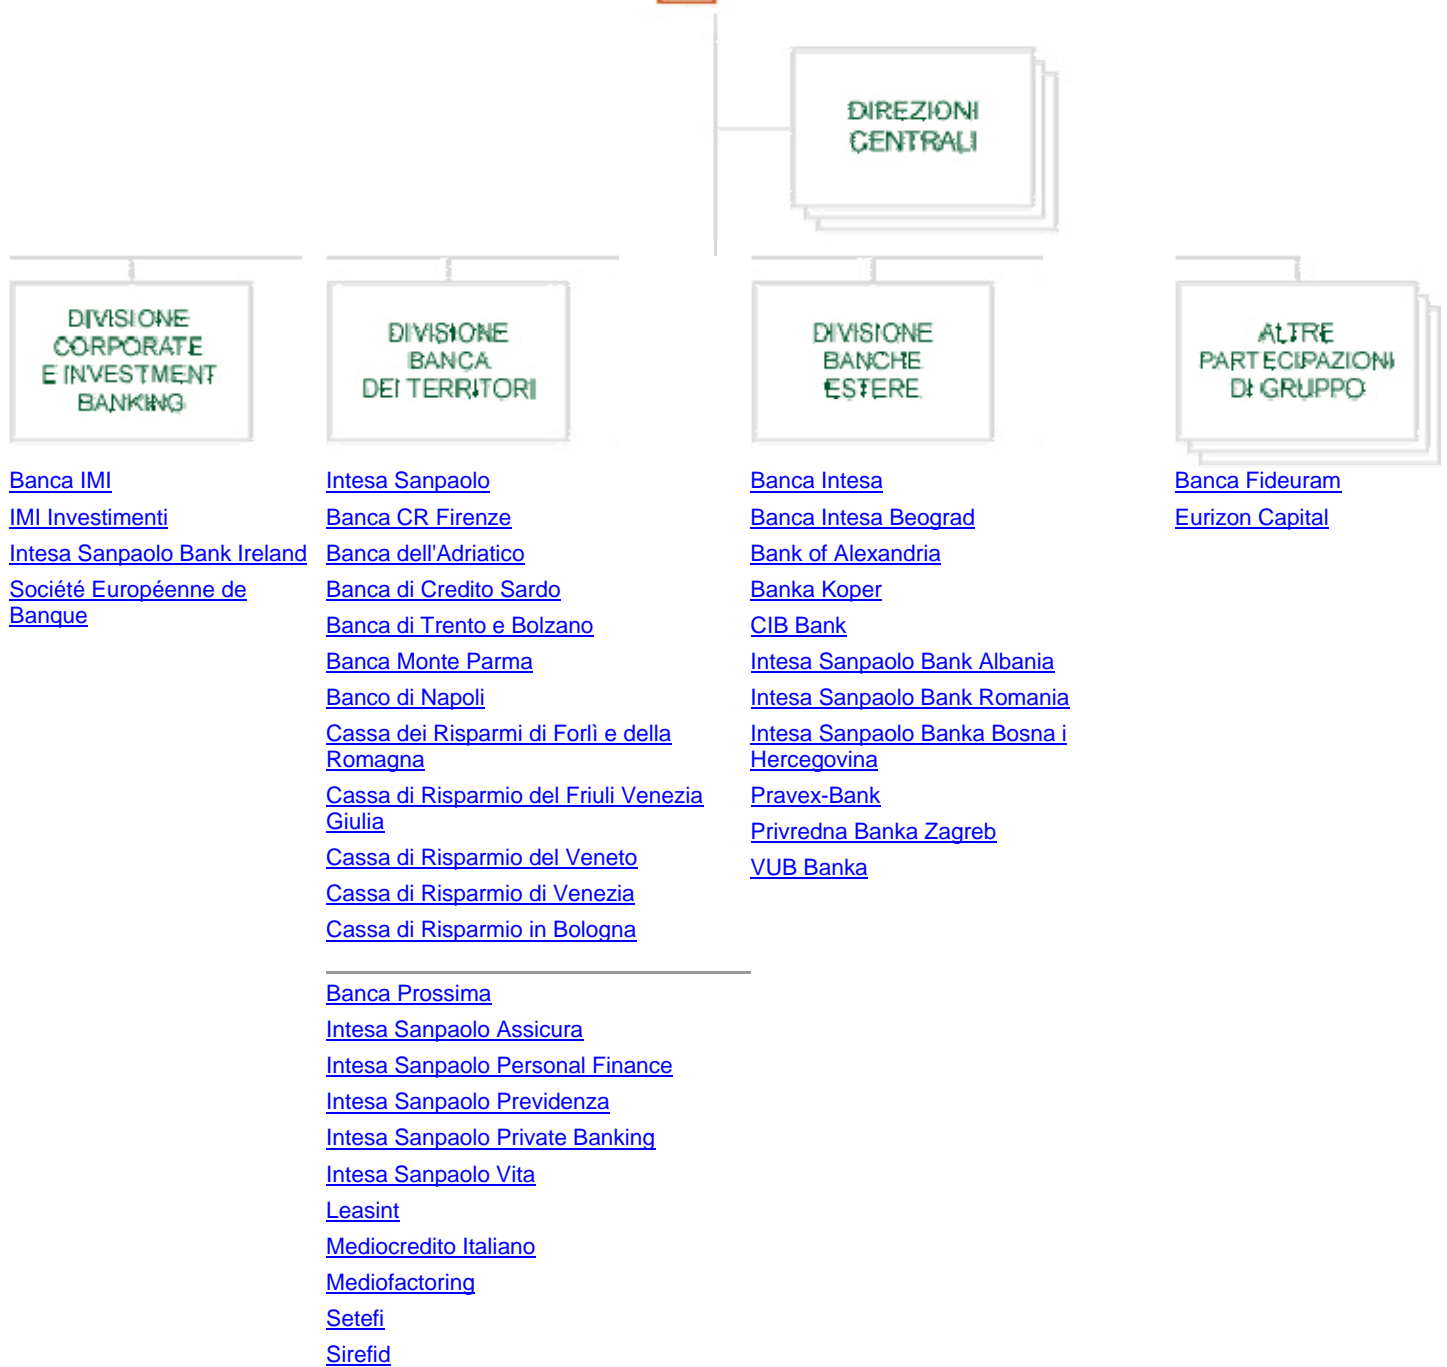 DIREZIONI
CENTRALI
DIVISIONE
CORPORATE
E INVESTMENT
BANKING
DIVISIONE
BANCA
DEI TERRITORI
DIVISIONE
BANCHE
ESTERE
ALTRE
PARTECIPAZIONI
DI GRUPPO
Banca IMI
IMI Investimenti
Intesa Sanpaolo Bank Ireland
Société Européenne de
Banque
Intesa Sanpaolo
Banca CR Firenze
Banca dell'Adriatico
Banca di Credito Sardo
Banca di Trento e Bolzano
Banca Monte Parma
Banco di Napoli
Cassa dei Risparmi di Forlì e della
Romagna
Cassa di Risparmio del Friuli Venezia
Giulia
Cassa di Risparmio del Veneto
Cassa di Risparmio di Venezia
Cassa di Risparmio in Bologna
Banca Prossima
Intesa Sanpaolo Assicura
Intesa Sanpaolo Personal Finance
Intesa Sanpaolo Previdenza
Intesa Sanpaolo Private Banking
Intesa Sanpaolo Vita
Leasint
Mediocredito Italiano
Mediofactoring
Setefi
Sirefid
Banca Intesa
Banca Intesa Beograd
Bank of Alexandria
Banka Koper
CIB Bank
Intesa Sanpaolo Bank Albania
Intesa Sanpaolo Bank Romania
Intesa Sanpaolo Banka Bosna i
Hercegovina
Pravex-Bank
Privredna Banka Zagreb
VUB Banka
Banca Fideuram
Eurizon Capital